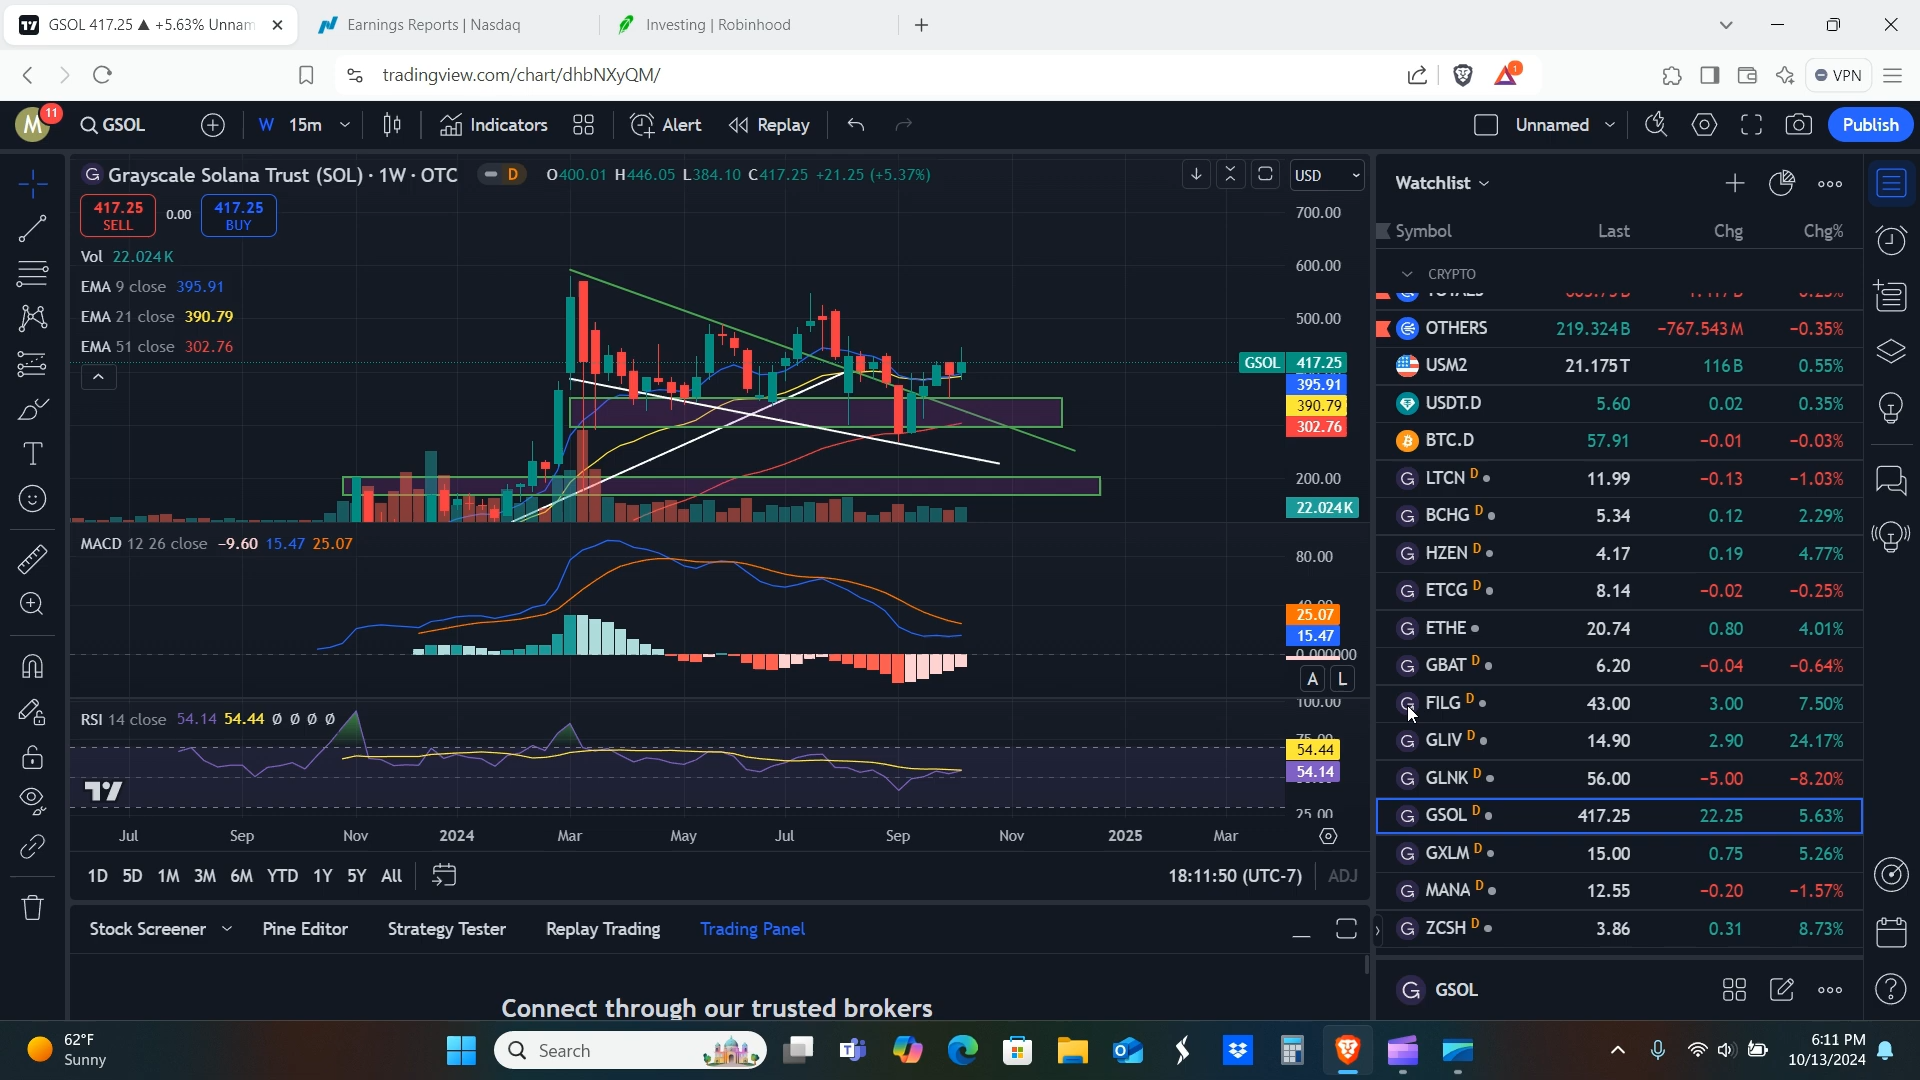 GSOL 417.25 ▲ +5.63% Unnam
Earnings Reports | Nasdaq
Investing | Robinhood
tradingview.com/chart/dhbNXyQM/
1
VPN
M
11
GSOL
W
15m
Indicators
Alert
Replay
Unnamed
Publish
G Grayscale Solana Trust (SOL) · 1W · OTC
D
O400.01 H446.05 L384.10 C417.25 +21.25 (+5.37%)
USD
417.25
SELL
0.00
417.25
BUY
Vol 22.024K
EMA 9 close 395.91
EMA 21 close 390.79
EMA 51 close 302.76
700.00
600.00
500.00
GSOL 417.25
395.91
390.79
302.76
200.00
22.024K
MACD 12 26 close −9.60 15.47 25.07
80.00
25.07
15.47
0.000000
A L
RSI 14 close 54.14 54.44 Ø Ø Ø Ø
100.00
54.44
54.14
25.00
Jul Sep Nov 2024 Mar May Jul Sep Nov 2025 Mar
1D 5D 1M 3M 6M YTD 1Y 5Y All
18:11:50 (UTC-7)
ADJ
Stock Screener
Pine Editor
Strategy Tester
Replay Trading
Trading Panel
Connect through our trusted brokers
Watchlist
Symbol Last Chg Chg%
CRYPTO
OTHERS 219.324B −767.543M −0.35%
USM2 21.175T 116B 0.55%
USDT.D 5.60 0.02 0.35%
BTC.D 57.91 −0.01 −0.03%
G LTCN D 11.99 −0.13 −1.03%
G BCHG D 5.34 0.12 2.29%
G HZEN D 4.17 0.19 4.77%
G ETCG D 8.14 −0.02 −0.25%
G ETHE 20.74 0.80 4.01%
G GBAT D 6.20 −0.04 −0.64%
G FILG D 43.00 3.00 7.50%
G GLIV D 14.90 2.90 24.17%
G GLNK D 56.00 −5.00 −8.20%
G GSOL D 417.25 22.25 5.63%
G GXLM D 15.00 0.75 5.26%
G MANA D 12.55 −0.20 −1.57%
G ZCSH D 3.86 0.31 8.73%
G GSOL
62°F
Sunny
Search
6:11 PM
10/13/2024